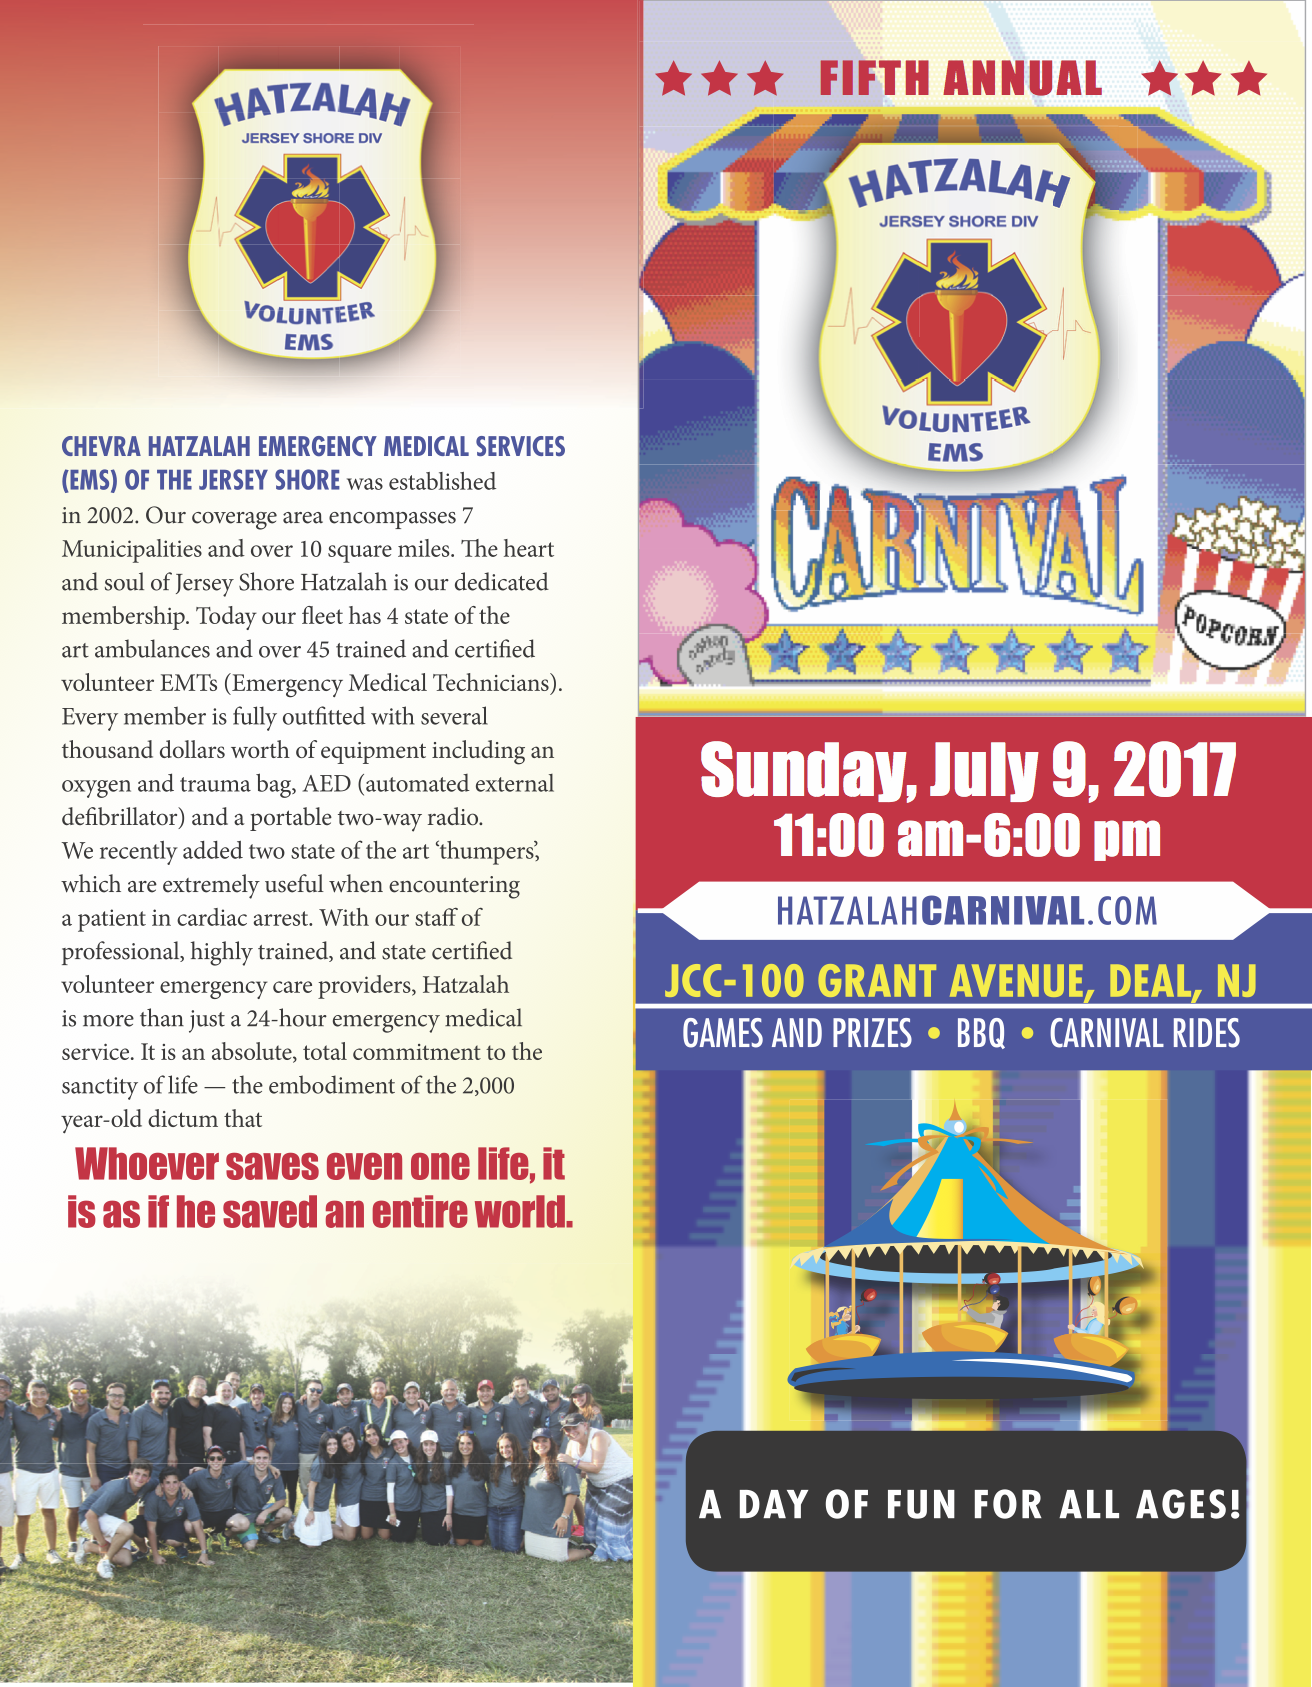 HATZALAH
JERSEY SHORE DIV
VOLUNTEER
EMS
CHEVRA HATZALAH EMERGENCY MEDICAL SERVICES
(EMS) OF THE JERSEY SHORE was established
in 2002. Our coverage area encompasses 7
Municipalities and over 10 square miles. The heart
and soul of Jersey Shore Hatzalah is our dedicated
membership. Today our fleet has 4 state of the
art ambulances and over 45 trained and certified
volunteer EMTs (Emergency Medical Technicians).
Every member is fully outfitted with several
thousand dollars worth of equipment including an
oxygen and trauma bag, AED (automated external
defibrillator) and a portable two-way radio.
We recently added two state of the art ‘thumpers’,
which are extremely useful when encountering
a patient in cardiac arrest. With our staff of
professional, highly trained, and state certified
volunteer emergency care providers, Hatzalah
is more than just a 24-hour emergency medical
service. It is an absolute, total commitment to the
sanctity of life — the embodiment of the 2,000
year-old dictum that
Whoever saves even one life, it
is as if he saved an entire world.
FIFTH ANNUAL
HATZALAH
JERSEY SHORE DIV
VOLUNTEER
EMS
CARNIVAL
cotton
candy
POPCORN
Sunday, July 9, 2017
11:00 am-6:00 pm
HATZALAHCARNIVAL.COM
JCC-100 GRANT AVENUE, DEAL, NJ
GAMES AND PRIZES • BBQ • CARNIVAL RIDES
A DAY OF FUN FOR ALL AGES!